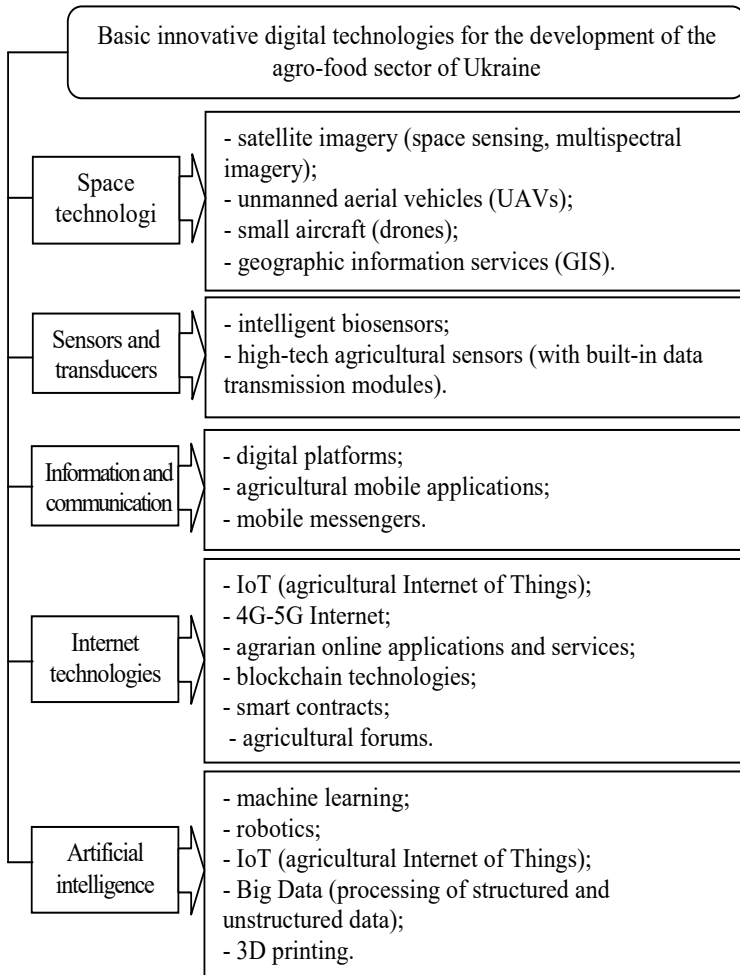 Basic innovative digital technologies for the development of the
agro-food sector of Ukraine
Space
technologi
- satellite imagery (space sensing, multispectral
imagery);
- unmanned aerial vehicles (UAVs);
- small aircraft (drones);
- geographic information services (GIS).
Sensors and
transducers
- intelligent biosensors;
- high-tech agricultural sensors (with built-in data
transmission modules).
Information and
communication
- digital platforms;
- agricultural mobile applications;
- mobile messengers.
Internet
technologies
- IoT (agricultural Internet of Things);
- 4G-5G Internet;
- agrarian online applications and services;
- blockchain technologies;
- smart contracts;
- agricultural forums.
Artificial
intelligence
- machine learning;
- robotics;
- IoT (agricultural Internet of Things);
- Big Data (processing of structured and
unstructured data);
- 3D printing.